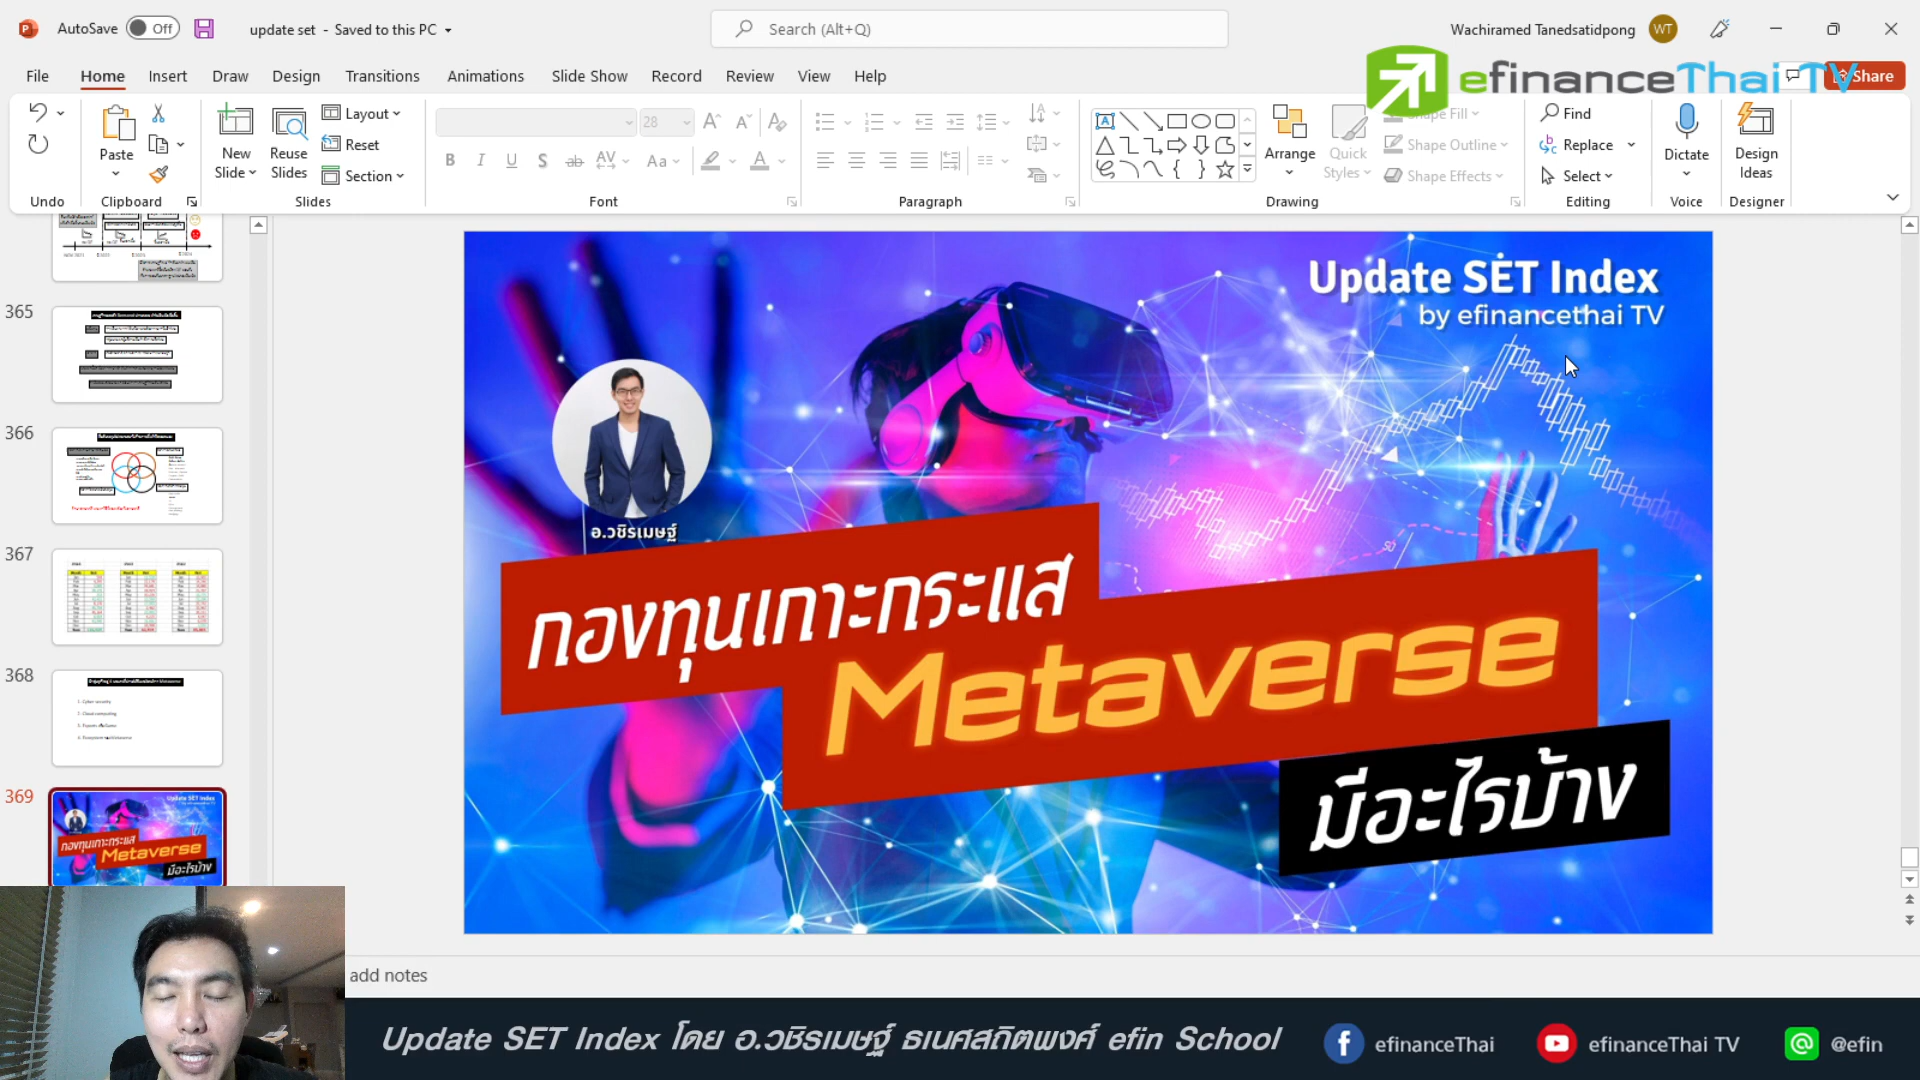 AutoSave Off update set - Saved to this PC Search (Alt+Q) Wachiramed Tanedsatidpong WT
File Home Insert Draw Design Transitions Animations Slide Show Record Review View Help Share
efinanceThai TV
Paste New Slide Reuse Slides Layout Reset Section
28
Arrange Quick Styles Shape Fill Shape Outline Shape Effects
Find Replace Select
Dictate Design Ideas
Undo Clipboard Slides Font Paragraph Drawing Editing Voice Designer
365
366
367
368
369
Update SET Index
by efinancethai TV
อ.วชิรเมษฐ์
กองทุนเกาะกระแส
Metaverse
มีอะไรบ้าง
add notes
Update SET Index โดย อ.วชิรเมษฐ์ ธเนศสถิตพงศ์ efin School
efinanceThai efinanceThai TV @efin